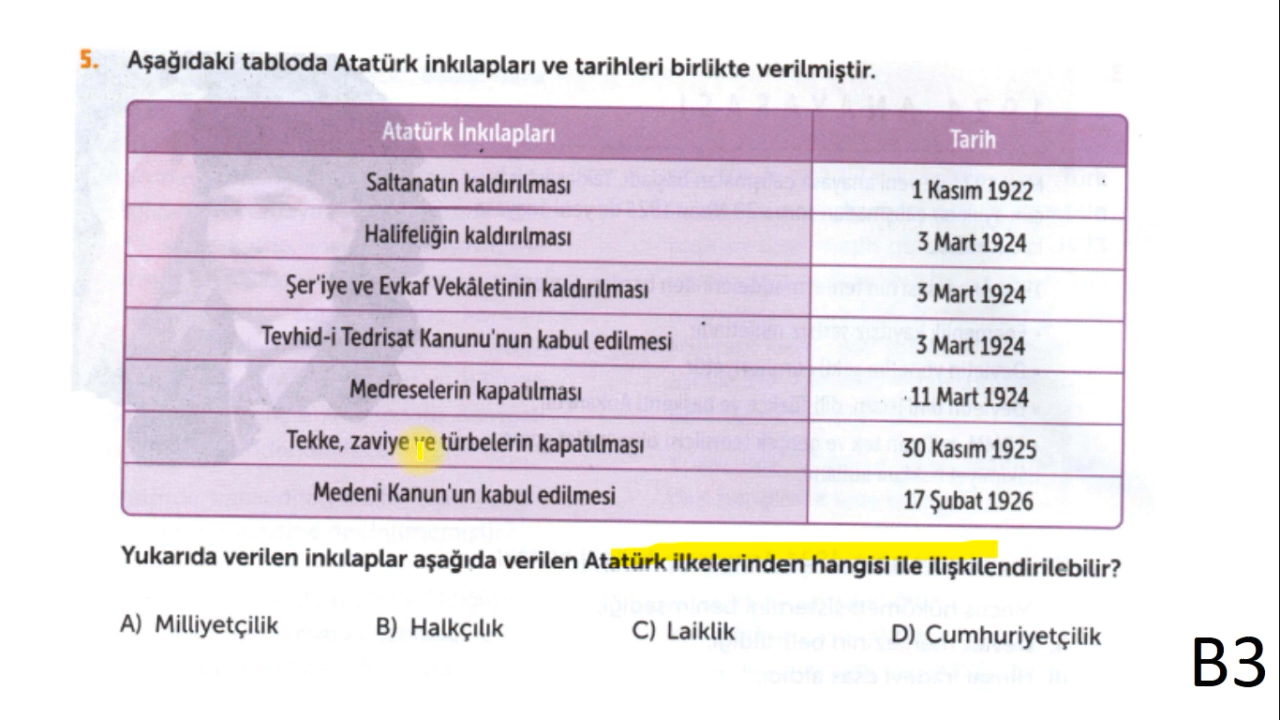 5. Aşağıdaki tabloda Atatürk inkılapları ve tarihleri birlikte verilmiştir.
Atatürk İnkılapları Tarih
Saltanatın kaldırılması 1 Kasım 1922
Halifeliğin kaldırılması 3 Mart 1924
Şer'iye ve Evkaf Vekâletinin kaldırılması 3 Mart 1924
Tevhid-i Tedrisat Kanunu'nun kabul edilmesi 3 Mart 1924
Medreselerin kapatılması 11 Mart 1924
Tekke, zaviye ve türbelerin kapatılması 30 Kasım 1925
Medeni Kanun'un kabul edilmesi 17 Şubat 1926
Yukarıda verilen inkılaplar aşağıda verilen Atatürk ilkelerinden hangisi ile ilişkilendirilebilir?
A) Milliyetçilik B) Halkçılık C) Laiklik D) Cumhuriyetçilik
B3